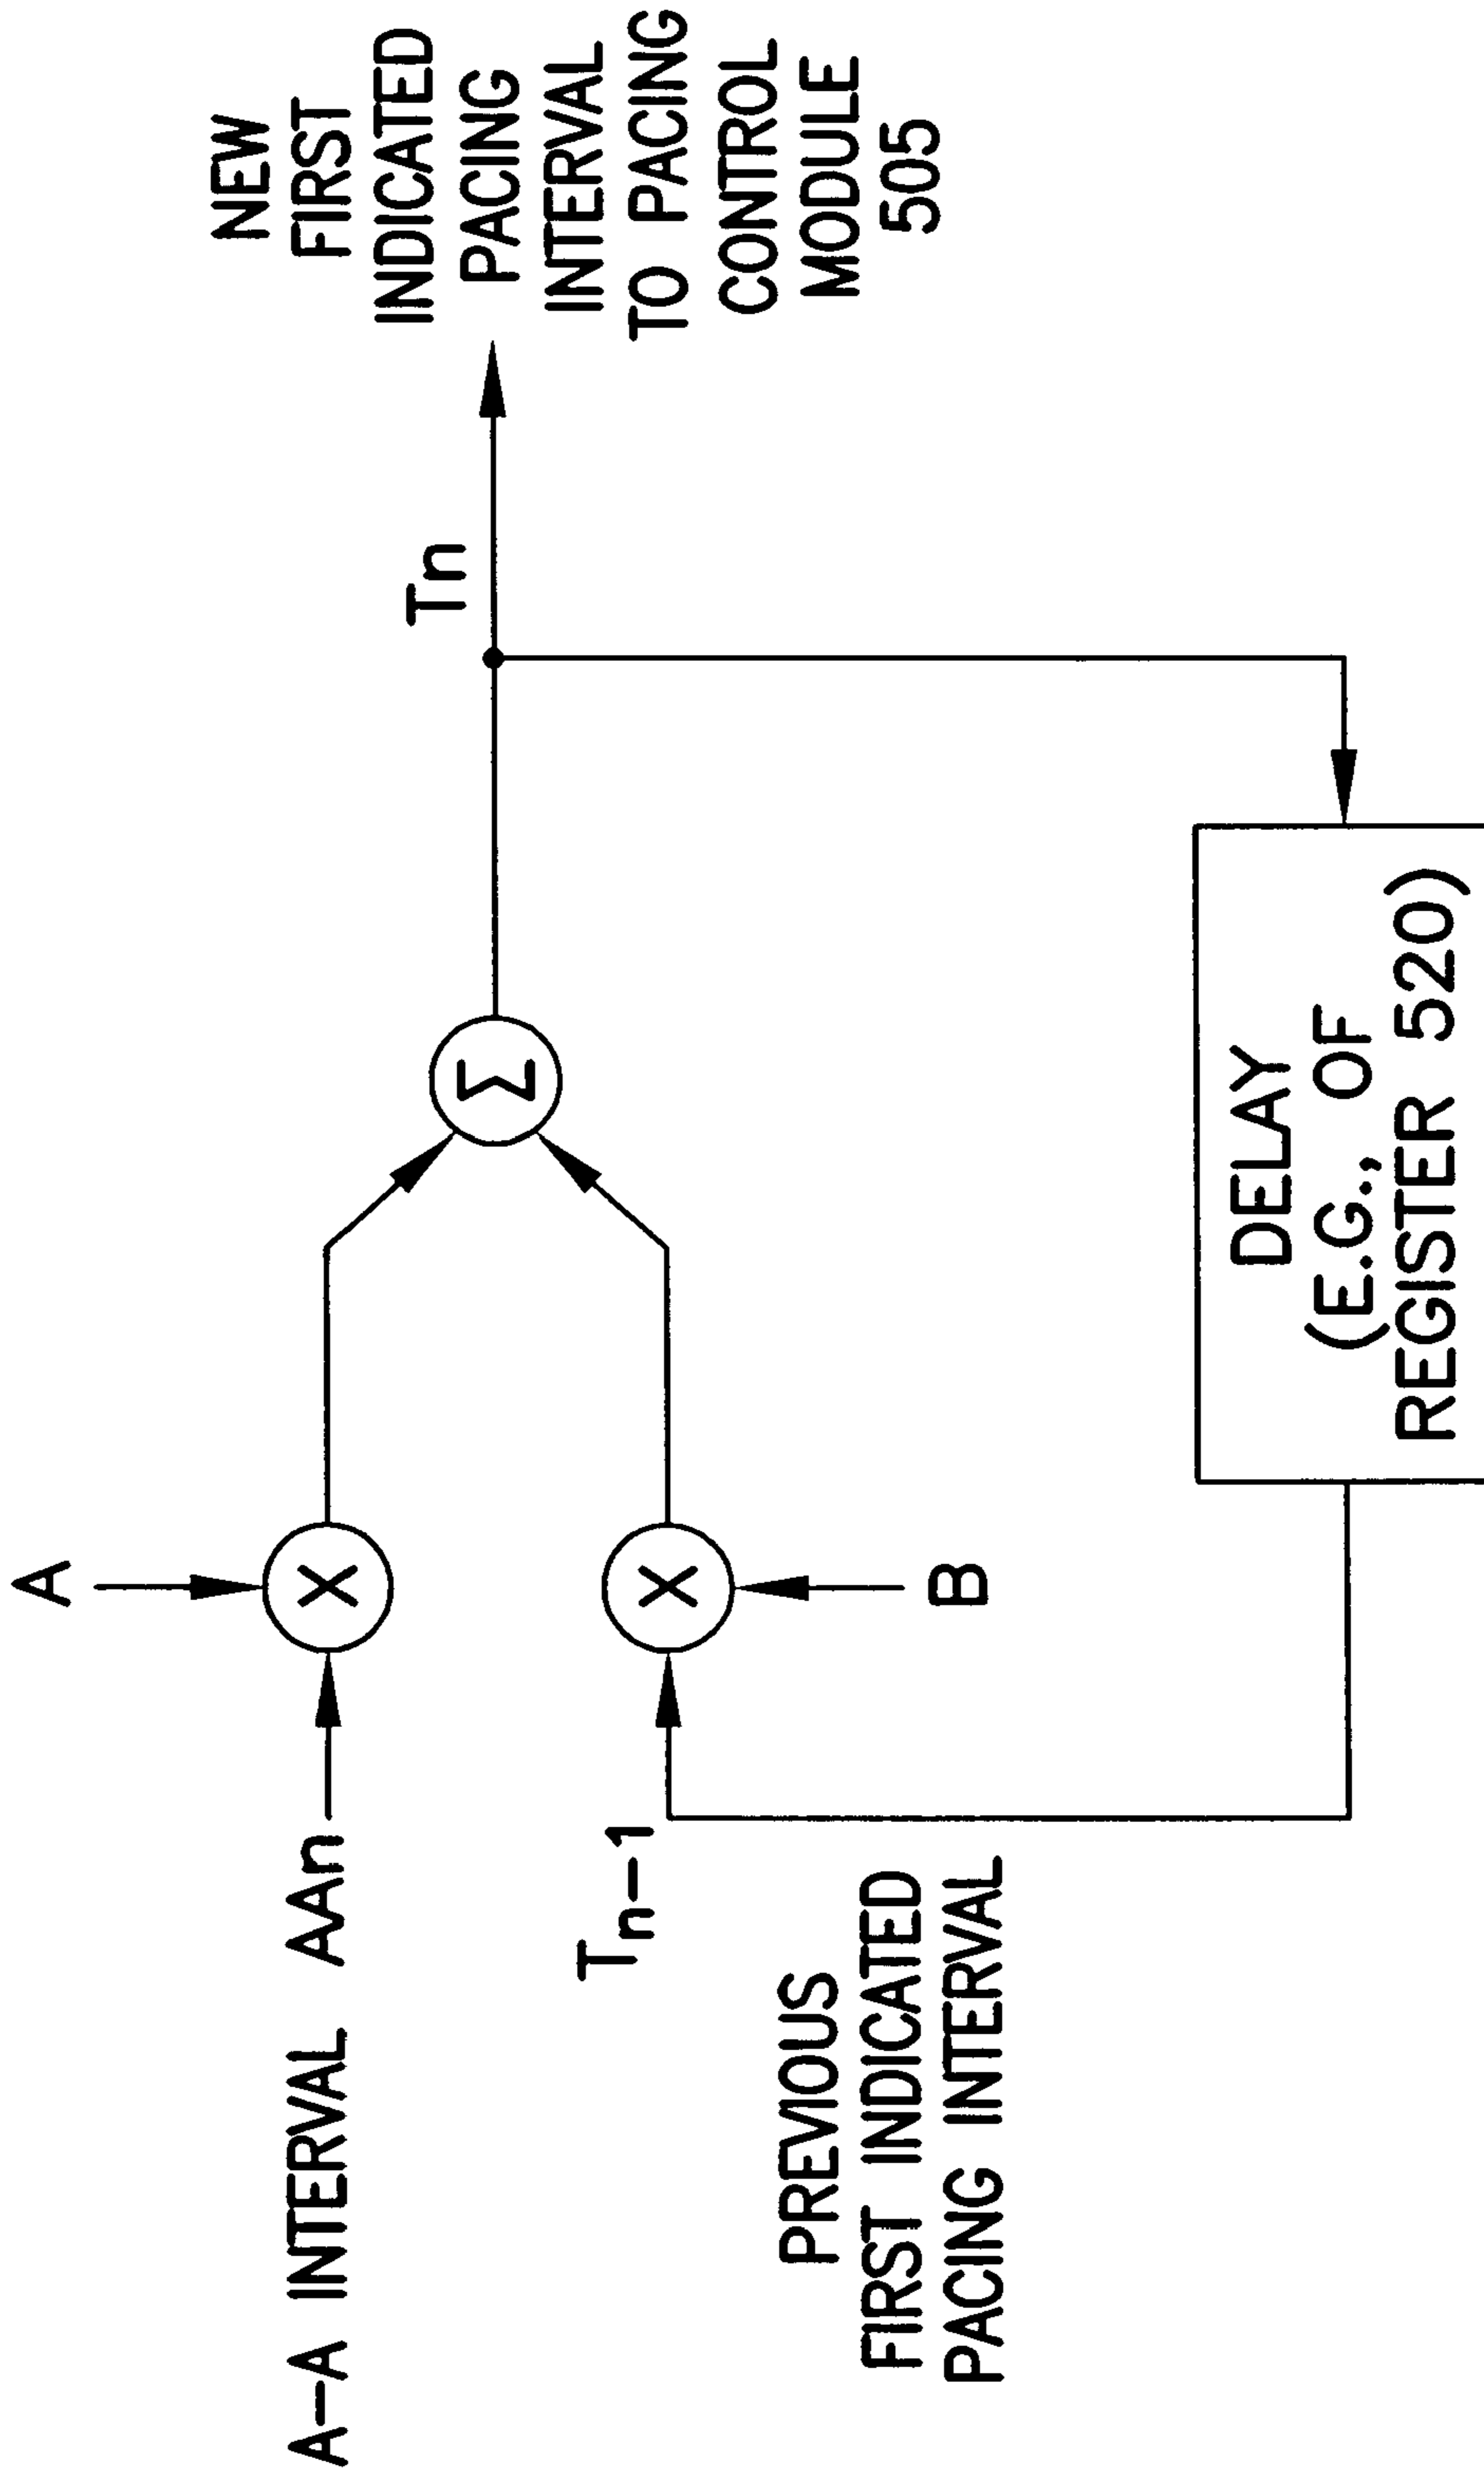 A
A-A INTERVAL AAn
X
Tn-1
X
B
PREVIOUS
FIRST INDICATED
PACING INTERVAL
Σ
Tn
NEW
FIRST
INDICATED
PACING
INTERVAL
TO PACING
CONTROL
MODULE
505
DELAY
(E.G., OF
REGISTER 520)